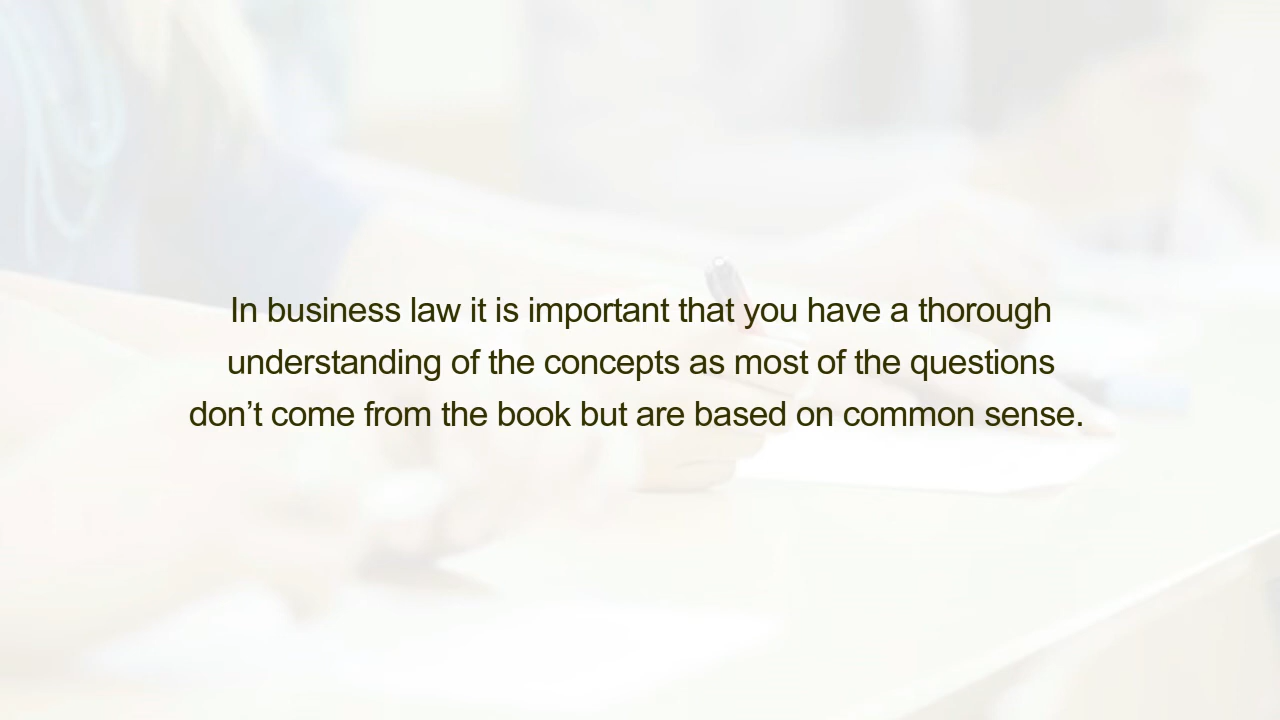 In business law it is important that you have a thorough
understanding of the concepts as most of the questions
don’t come from the book but are based on common sense.